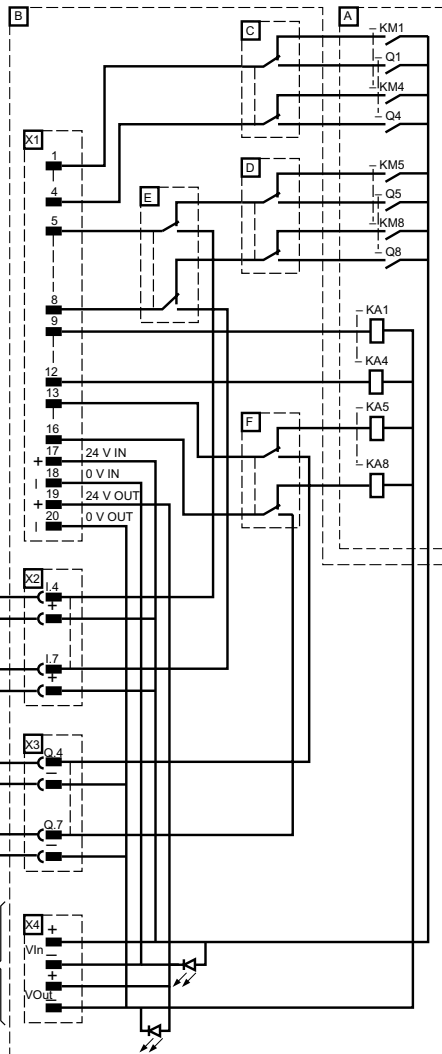 B
C
A
KM1
Q1
KM4
Q4
X1
1
4
5
8
9
12
13
16
17
18
19
20
+
–
+
–
24 V IN
0 V IN
24 V OUT
0 V OUT
E
D
KM5
Q5
KM8
Q8
KA1
KA4
KA5
KA8
F
X2
I.4
+
I.7
+
X3
Q.4
–
Q.7
–
X4
+
VIn
–
+
VOut
–